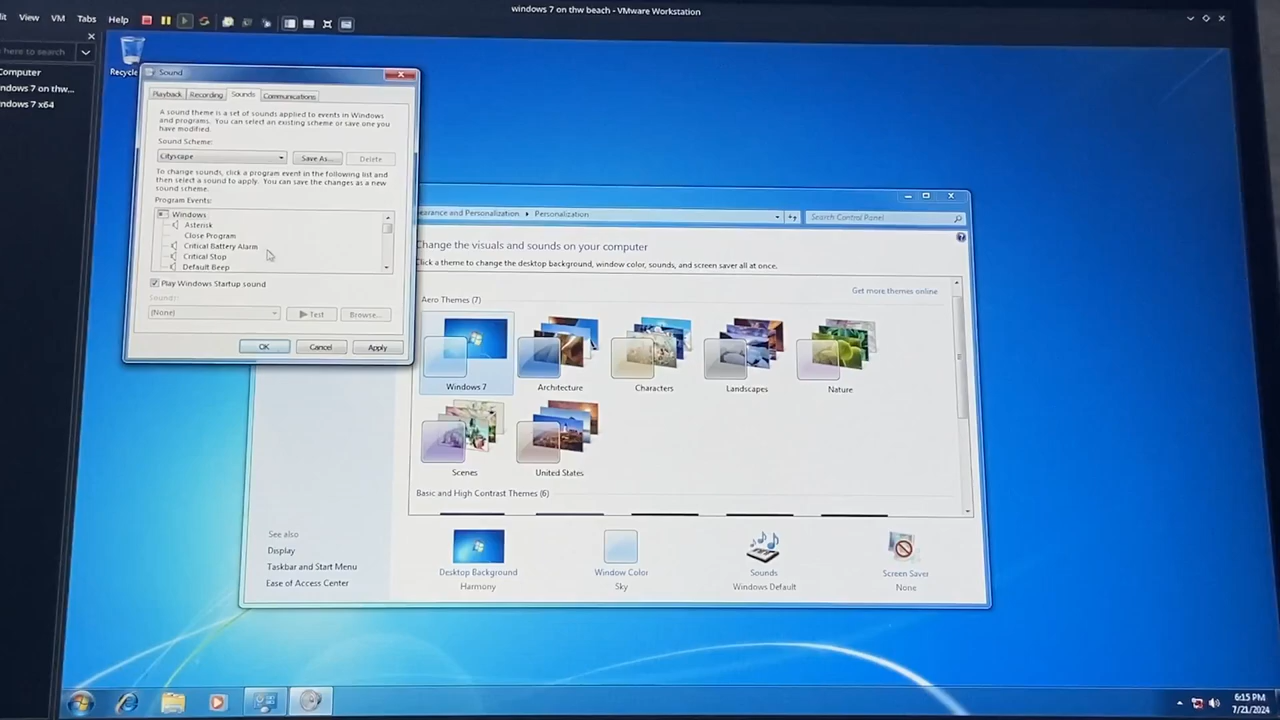 windows 7 on thw beach - VMware Workstation
View VM Tabs Help
here to search
Computer
ndows 7 on thw...
ndows 7 x64
Recycle
Sound
Playback Recording Sounds Communications
A sound theme is a set of sounds applied to events in Windows
and programs. You can select an existing scheme or save one you
have modified.
Sound Scheme:
Cityscape Save As... Delete
To change sounds, click a program event in the following list and
then select a sound to apply. You can save the changes as a new
sound scheme.
Program Events:
Windows
Asterisk
Close Program
Critical Battery Alarm
Critical Stop
Default Beep
Play Windows Startup sound
Sounds:
(None) Test Browse...
OK Cancel Apply
earance and Personalization Personalization
Search Control Panel
Change the visuals and sounds on your computer
Click a theme to change the desktop background, window color, sounds, and screen saver all at once.
Get more themes online
Aero Themes (7)
Windows 7 Architecture Characters Landscapes Nature
Scenes United States
Basic and High Contrast Themes (6)
See also
Display
Taskbar and Start Menu
Ease of Access Center
Desktop Background
Harmony
Window Color
Sky
Sounds
Windows Default
Screen Saver
None
6:15 PM
7/21/2024